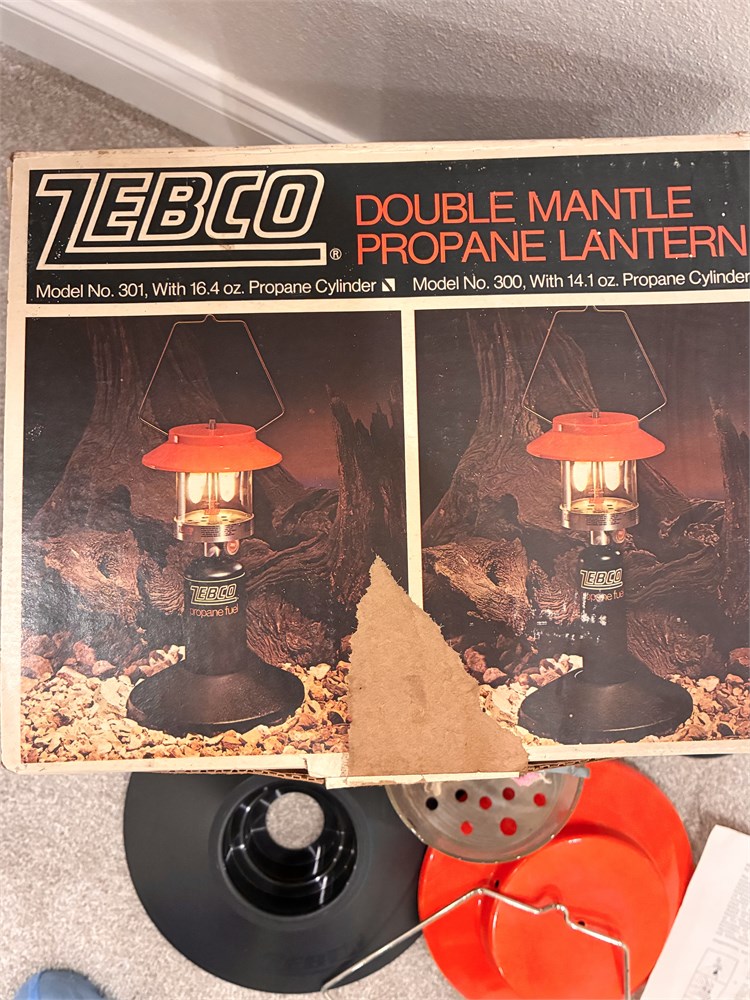 ZEBCO®
DOUBLE MANTLE
PROPANE LANTERN
Model No. 301, With 16.4 oz. Propane Cylinder
Model No. 300, With 14.1 oz. Propane Cylinder
ZEBCO
propane fuel
ZEBCO
propane fuel